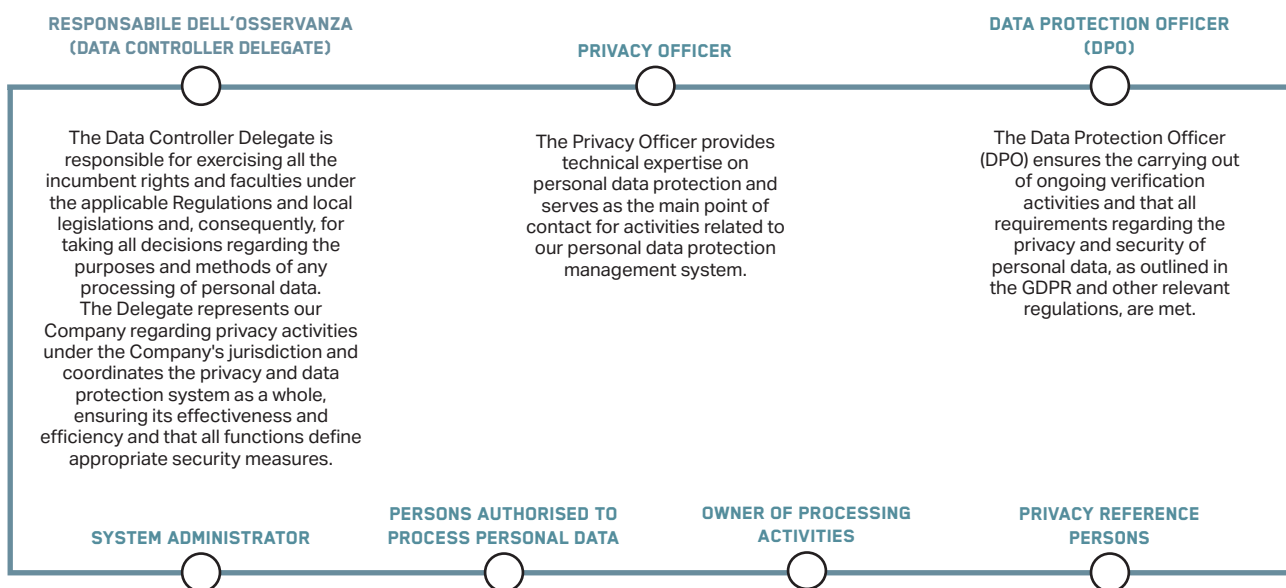 RESPONSABILE DELL'OSSERVANZA
(DATA CONTROLLER DELEGATE)
The Data Controller Delegate is
responsible for exercising all the
incumbent rights and faculties under
the applicable Regulations and local
legislations and, consequently, for
taking all decisions regarding the
purposes and methods of any
processing of personal data.
The Delegate represents our
Company regarding privacy activities
under the Company's jurisdiction and
coordinates the privacy and data
protection system as a whole,
ensuring its effectiveness and
efficiency and that all functions define
appropriate security measures.
PRIVACY OFFICER
The Privacy Officer provides
technical expertise on
personal data protection and
serves as the main point of
contact for activities related to
our personal data protection
management system.
DATA PROTECTION OFFICER
(DPO)
The Data Protection Officer
(DPO) ensures the carrying out
of ongoing verification
activities and that all
requirements regarding the
privacy and security of
personal data, as outlined in
the GDPR and other relevant
regulations, are met.
SYSTEM ADMINISTRATOR
PERSONS AUTHORISED TO
PROCESS PERSONAL DATA
OWNER OF PROCESSING
ACTIVITIES
PRIVACY REFERENCE
PERSONS